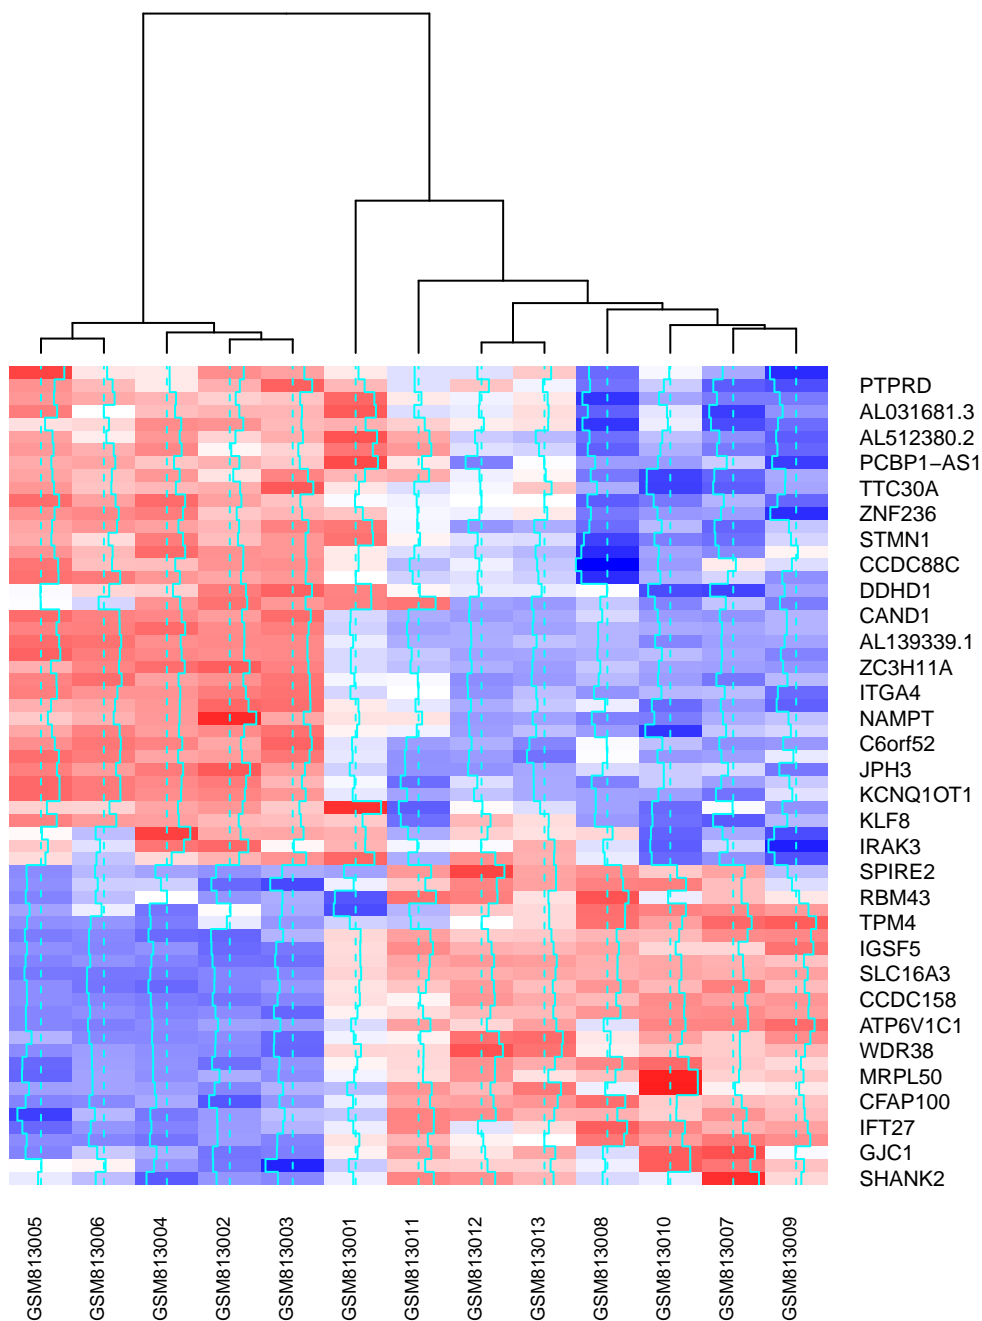 PTPRD
AL031681.3
AL512380.2
PCBP1−AS1
TTC30A
ZNF236
STMN1
CCDC88C
DDHD1
CAND1
AL139339.1
ZC3H11A
ITGA4
NAMPT
C6orf52
JPH3
KCNQ1OT1
KLF8
IRAK3
SPIRE2
RBM43
TPM4
IGSF5
SLC16A3
CCDC158
ATP6V1C1
WDR38
MRPL50
CFAP100
IFT27
GJC1
SHANK2
GSM813005
GSM813006
GSM813004
GSM813002
GSM813003
GSM813001
GSM813011
GSM813012
GSM813013
GSM813008
GSM813010
GSM813007
GSM813009